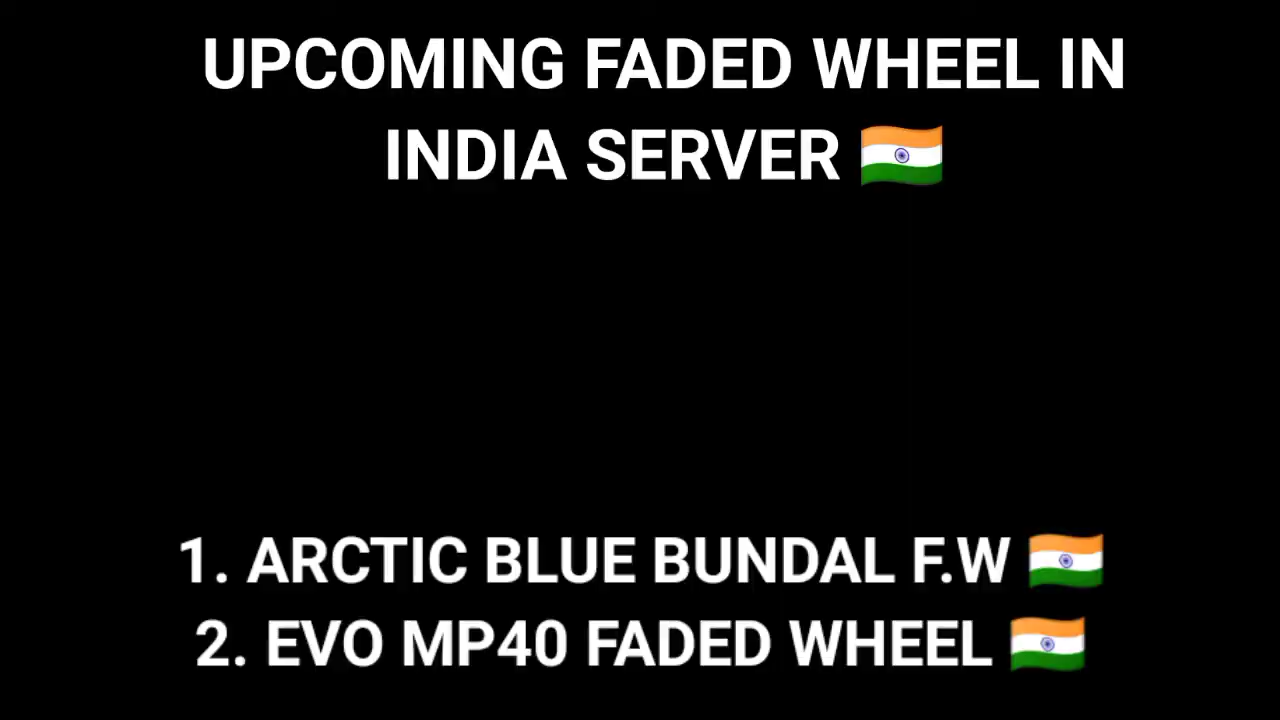 UPCOMING FADED WHEEL IN
INDIA SERVER 🇮🇳
1. ARCTIC BLUE BUNDAL F.W 🇮🇳
2. EVO MP40 FADED WHEEL 🇮🇳